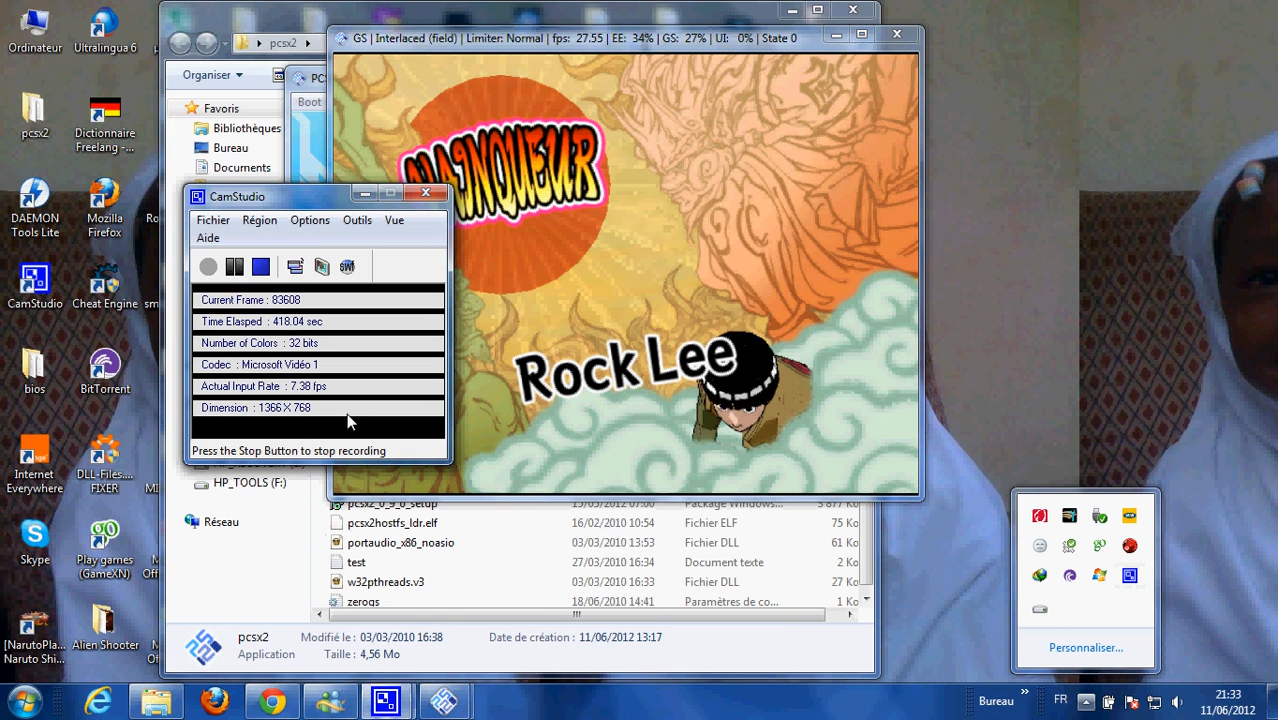 Ordinateur
Ultralingua 6
pcsx2
Dictionnaire
Freelang -...
DAEMON
Tools Lite
Mozilla
Firefox
CamStudio
Cheat Engine
bios
BitTorrent
Internet
Everywhere
DLL-Files....
FIXER
Skype
Play games
(GameXN)
[NarutoPla...
Naruto Shi...
Alien Shooter
pcsx2
Organiser
Favoris
Bibliothèques
Bureau
Documents
HP_TOOLS (F:)
Réseau
Boot
GS | Interlaced (field) | Limiter: Normal | fps: 27.55 | EE: 34% | GS: 27% | UI: 0% | State 0
VAINQUEUR
Rock Lee
CamStudio
Fichier Région Options Outils Vue
Aide
Current Frame : 83608
Time Elasped : 418.04 sec
Number of Colors : 32 bits
Codec : Microsoft Vidéo 1
Actual Input Rate : 7.38 fps
Dimension : 1366 X 768
Press the Stop Button to stop recording
pcsx2hostfs_ldr.elf 16/02/2010 10:54 Fichier ELF 75 Ko
portaudio_x86_noasio 03/03/2010 13:53 Fichier DLL 61 Ko
test 27/03/2010 16:34 Document texte 2 Ko
w32pthreads.v3 03/03/2010 16:33 Fichier DLL 27 Ko
zerogs 18/06/2010 14:41 Paramètres de co... 1 Ko
pcsx2 Modifié le : 03/03/2010 16:38 Date de création : 11/06/2012 13:17
Application Taille : 4,56 Mo
Personnaliser...
Bureau
FR
21:33
11/06/2012